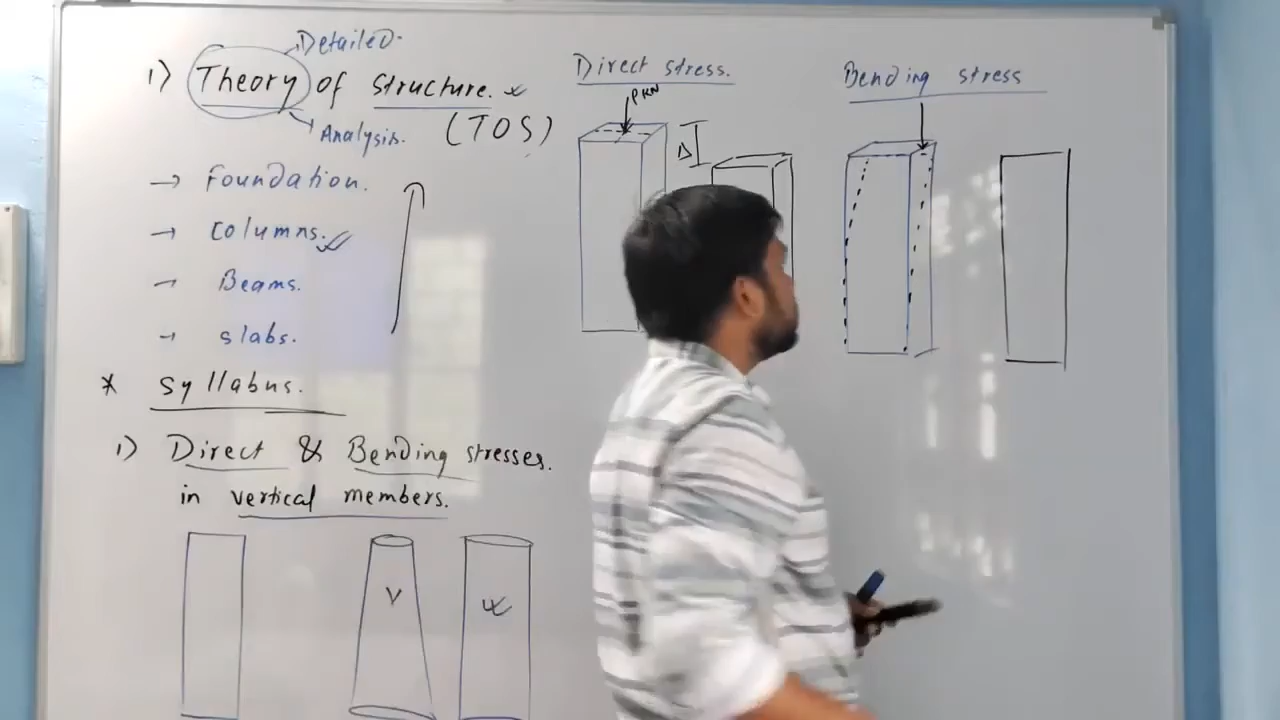 Detailed.
1) Theory of structure.
Analysis. (TOS)
→ Foundation.
→ Columns.
→ Beams.
→ slabs.
* Syllabus.
1) Direct & Bending stresses.
in vertical members.
Direct stress.
PKN
Δ
Bending stress